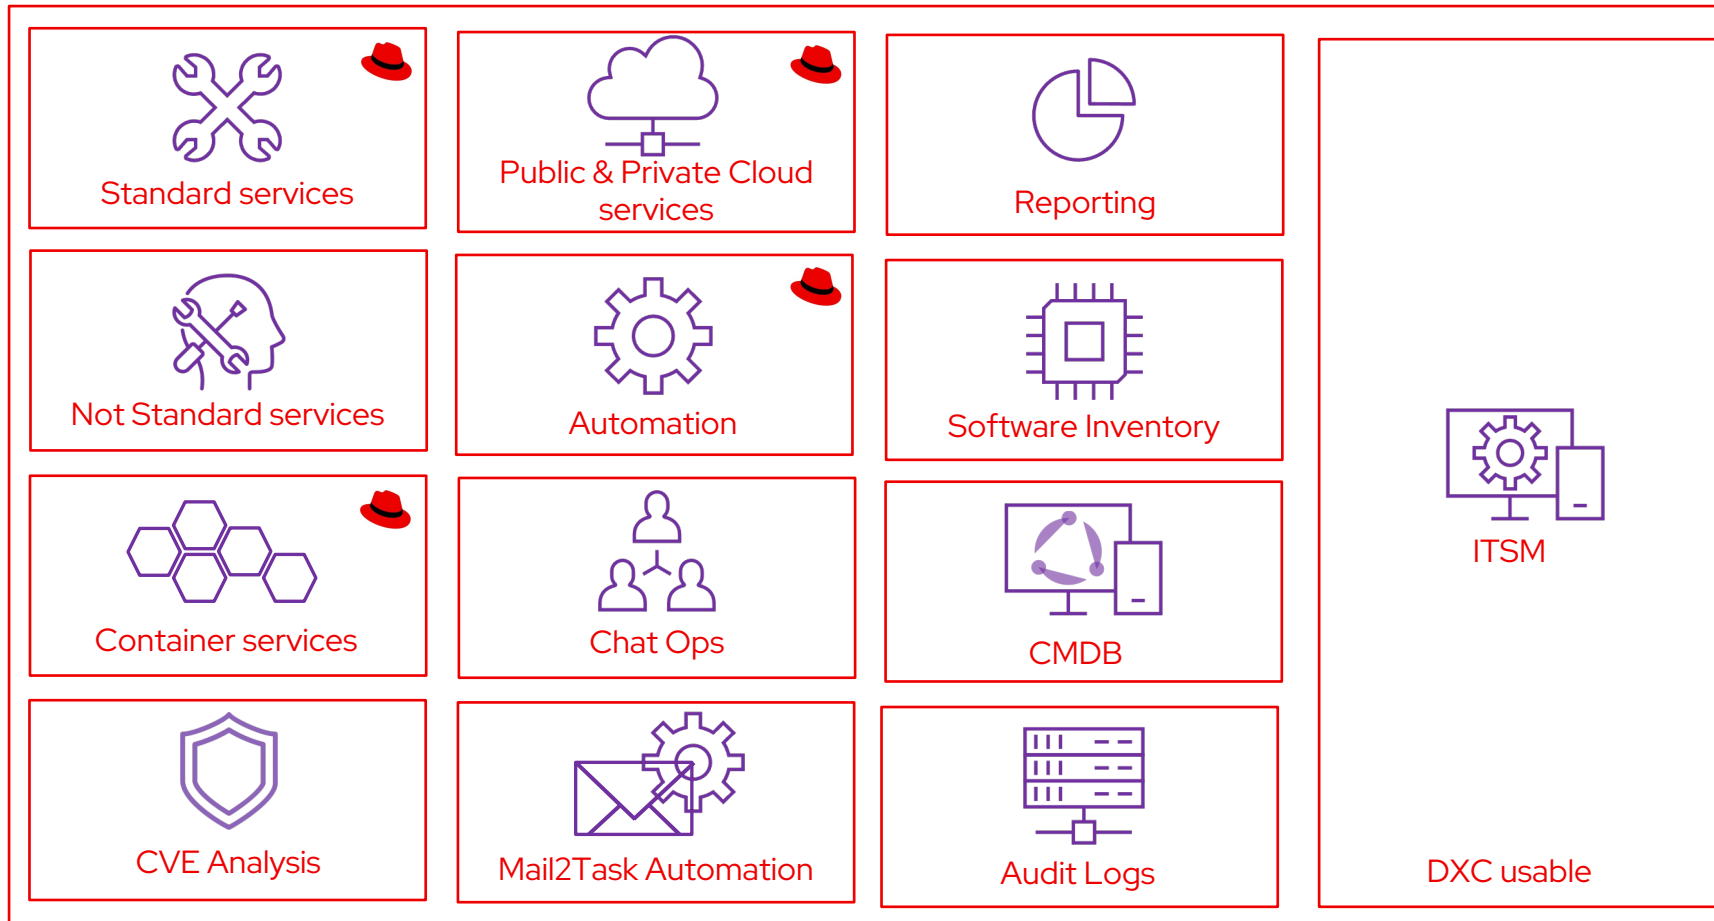 Standard services
Public & Private Cloud
services
Reporting
Not Standard services
Automation
Software Inventory
Container services
Chat Ops
CMDB
ITSM
CVE Analysis
Mail2Task Automation
Audit Logs
DXC usable